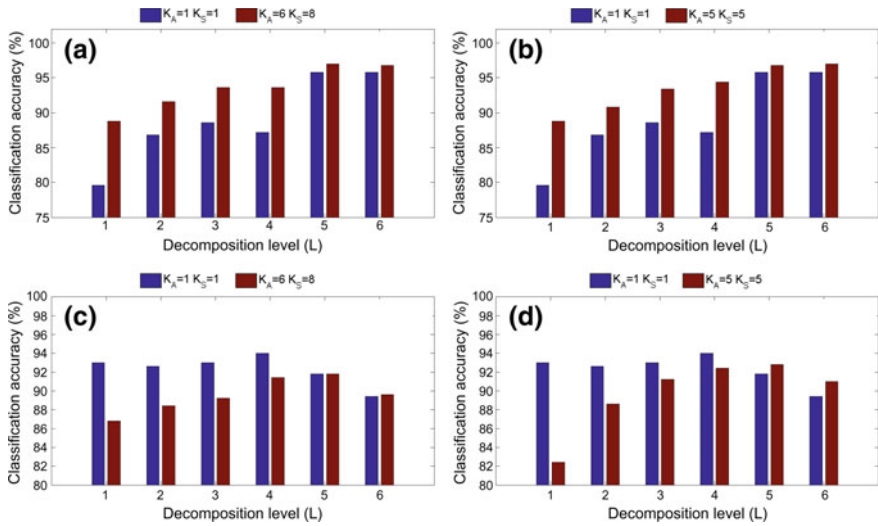 K_A=1 K_S=1 K_A=6 K_S=8
(a)
Classification accuracy (%)
100
95
90
85
80
75
1 2 3 4 5 6
Decomposition level (L)
K_A=1 K_S=1 K_A=5 K_S=5
(b)
Classification accuracy (%)
100
95
90
85
80
75
1 2 3 4 5 6
Decomposition level (L)
K_A=1 K_S=1 K_A=6 K_S=8
(c)
Classification accuracy (%)
100
98
96
94
92
90
88
86
84
82
80
1 2 3 4 5 6
Decomposition level (L)
K_A=1 K_S=1 K_A=5 K_S=5
(d)
Classification accuracy (%)
100
98
96
94
92
90
88
86
84
82
80
1 2 3 4 5 6
Decomposition level (L)